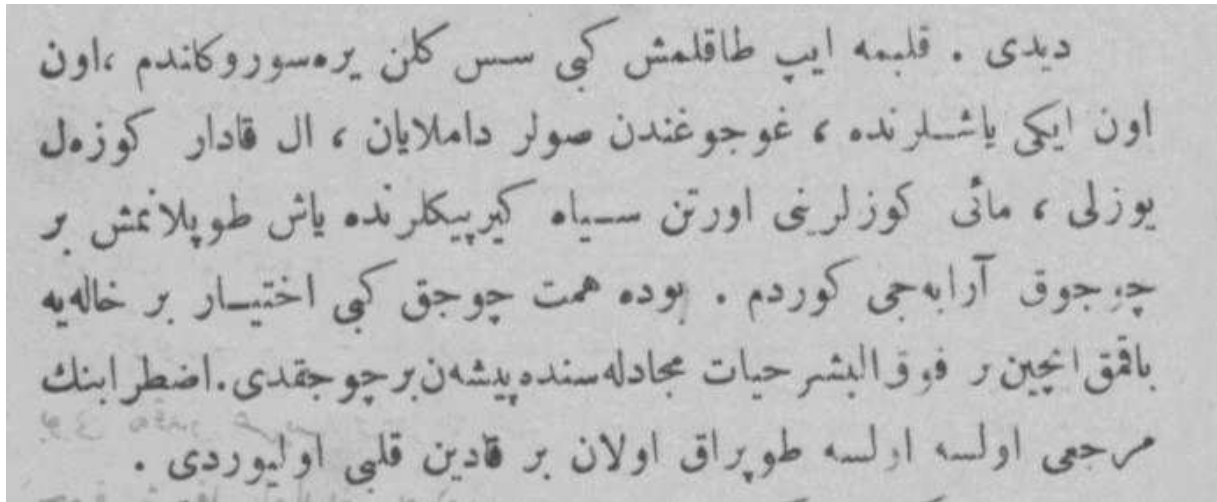 دیدی . قلبمه ایپ طاقلمش کبی سس کلن یره‌سوروکلندم ،اون
اون ایکی یاشلرنده ، غوجوغندن صولر داملایان ، ال قادار کوزه‌ل
یوزلی ، مائی کوزلرینی اورتن سیاه کیرپیکلرنده یاش طوپلانمش بر
چوجوق آرابه‌جی کوردم . بوده همت چوجق کبی اختیار بر خاله‌یه
باقمق ایچین بر فوق البشر حیات مجادله‌سنده پیشه‌ن بر چوجقدی. اضطرابنك
مرجعی اولسه اولسه طوپراق اولان بر قادین قلبی اولیوردی .